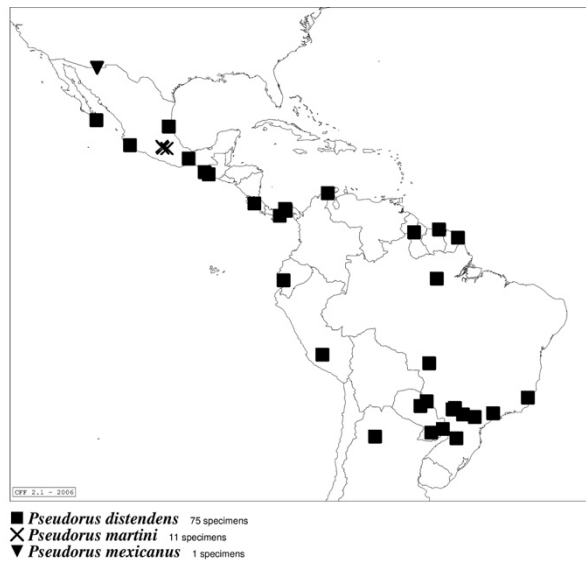 CFF 2.1 - 2006
Pseudorus distendens 75 specimens
Pseudorus martini 11 specimens
Pseudorus mexicanus 1 specimens